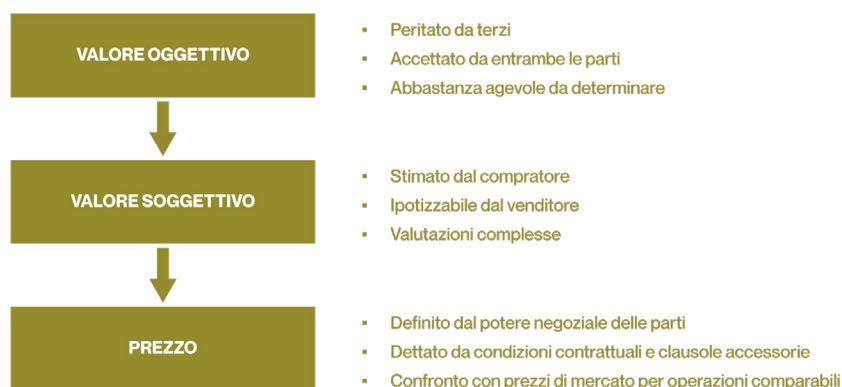 VALORE OGGETTIVO
▪ Peritato da terzi
▪ Accettato da entrambe le parti
▪ Abbastanza agevole da determinare
VALORE SOGGETTIVO
▪ Stimato dal compratore
▪ Ipotizzabile dal venditore
▪ Valutazioni complesse
PREZZO
▪ Definito dal potere negoziale delle parti
▪ Dettato da condizioni contrattuali e clausole accessorie
▪ Confronto con prezzi di mercato per operazioni comparabili